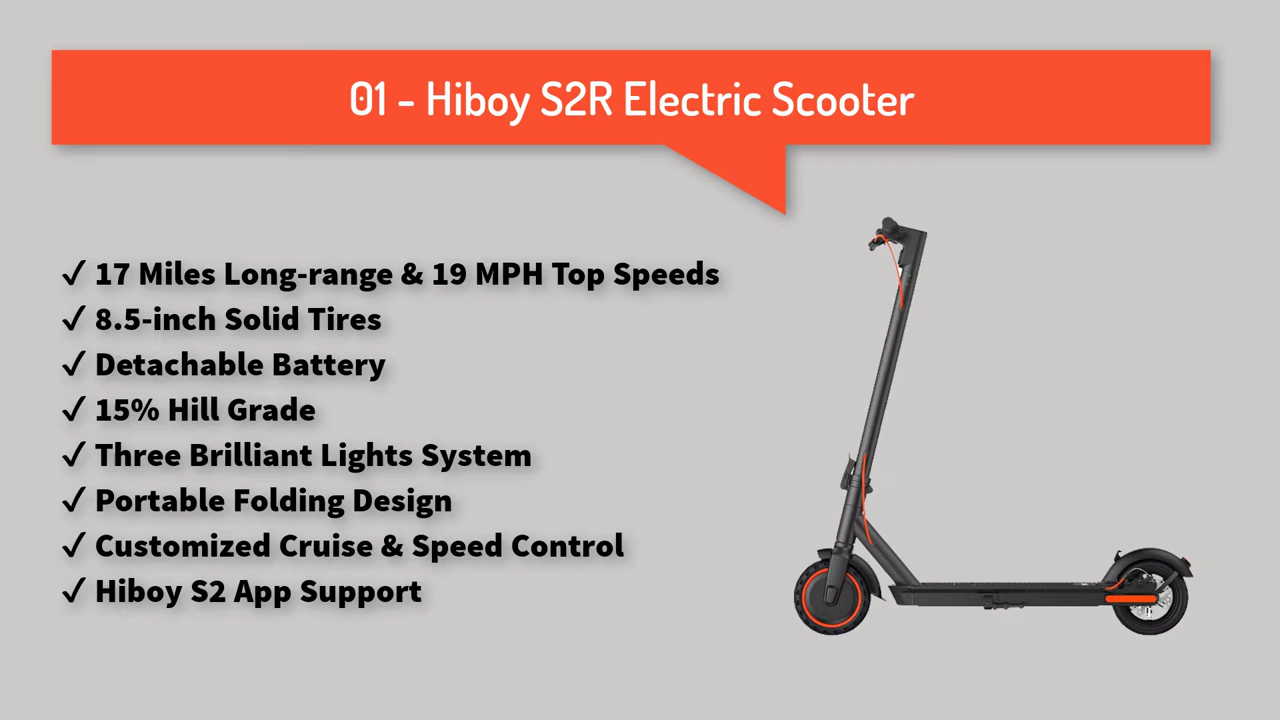 01 - Hiboy S2R Electric Scooter
✓ 17 Miles Long-range & 19 MPH Top Speeds
✓ 8.5-inch Solid Tires
✓ Detachable Battery
✓ 15% Hill Grade
✓ Three Brilliant Lights System
✓ Portable Folding Design
✓ Customized Cruise & Speed Control
✓ Hiboy S2 App Support